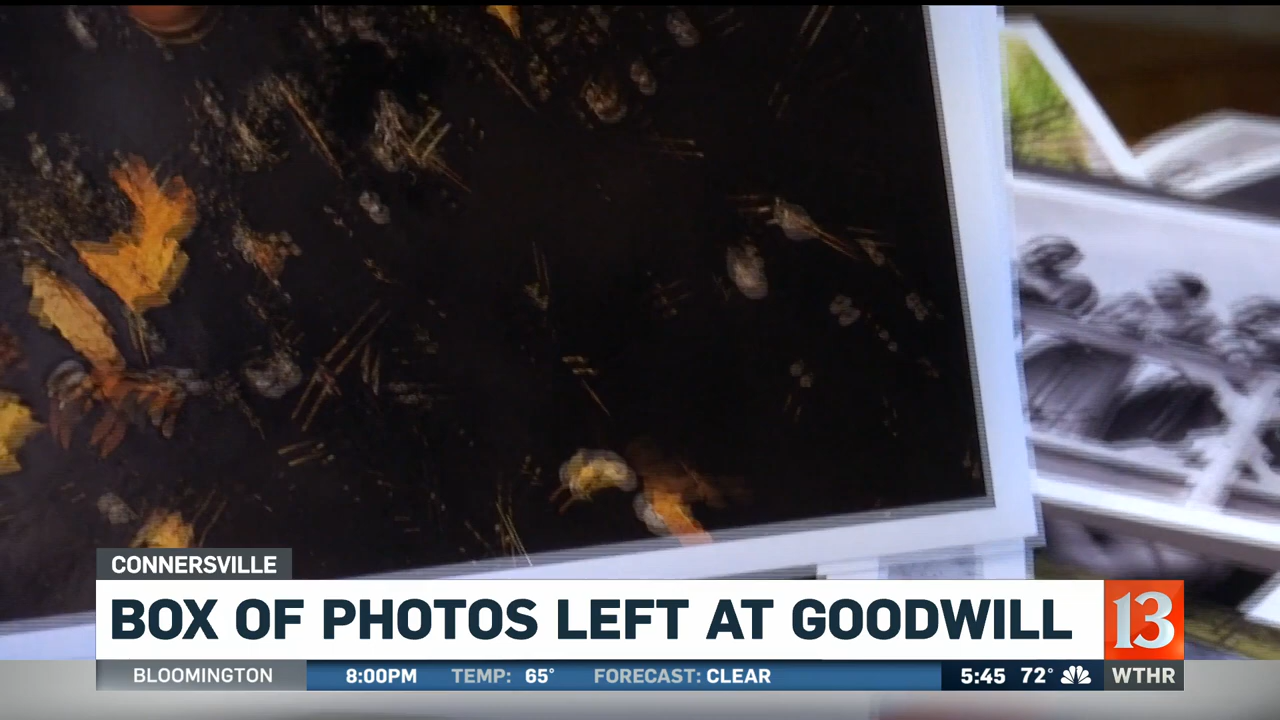 CONNERSVILLE
BOX OF PHOTOS LEFT AT GOODWILL
13
BLOOMINGTON 8:00PM TEMP: 65° FORECAST: CLEAR 5:45 72° WTHR